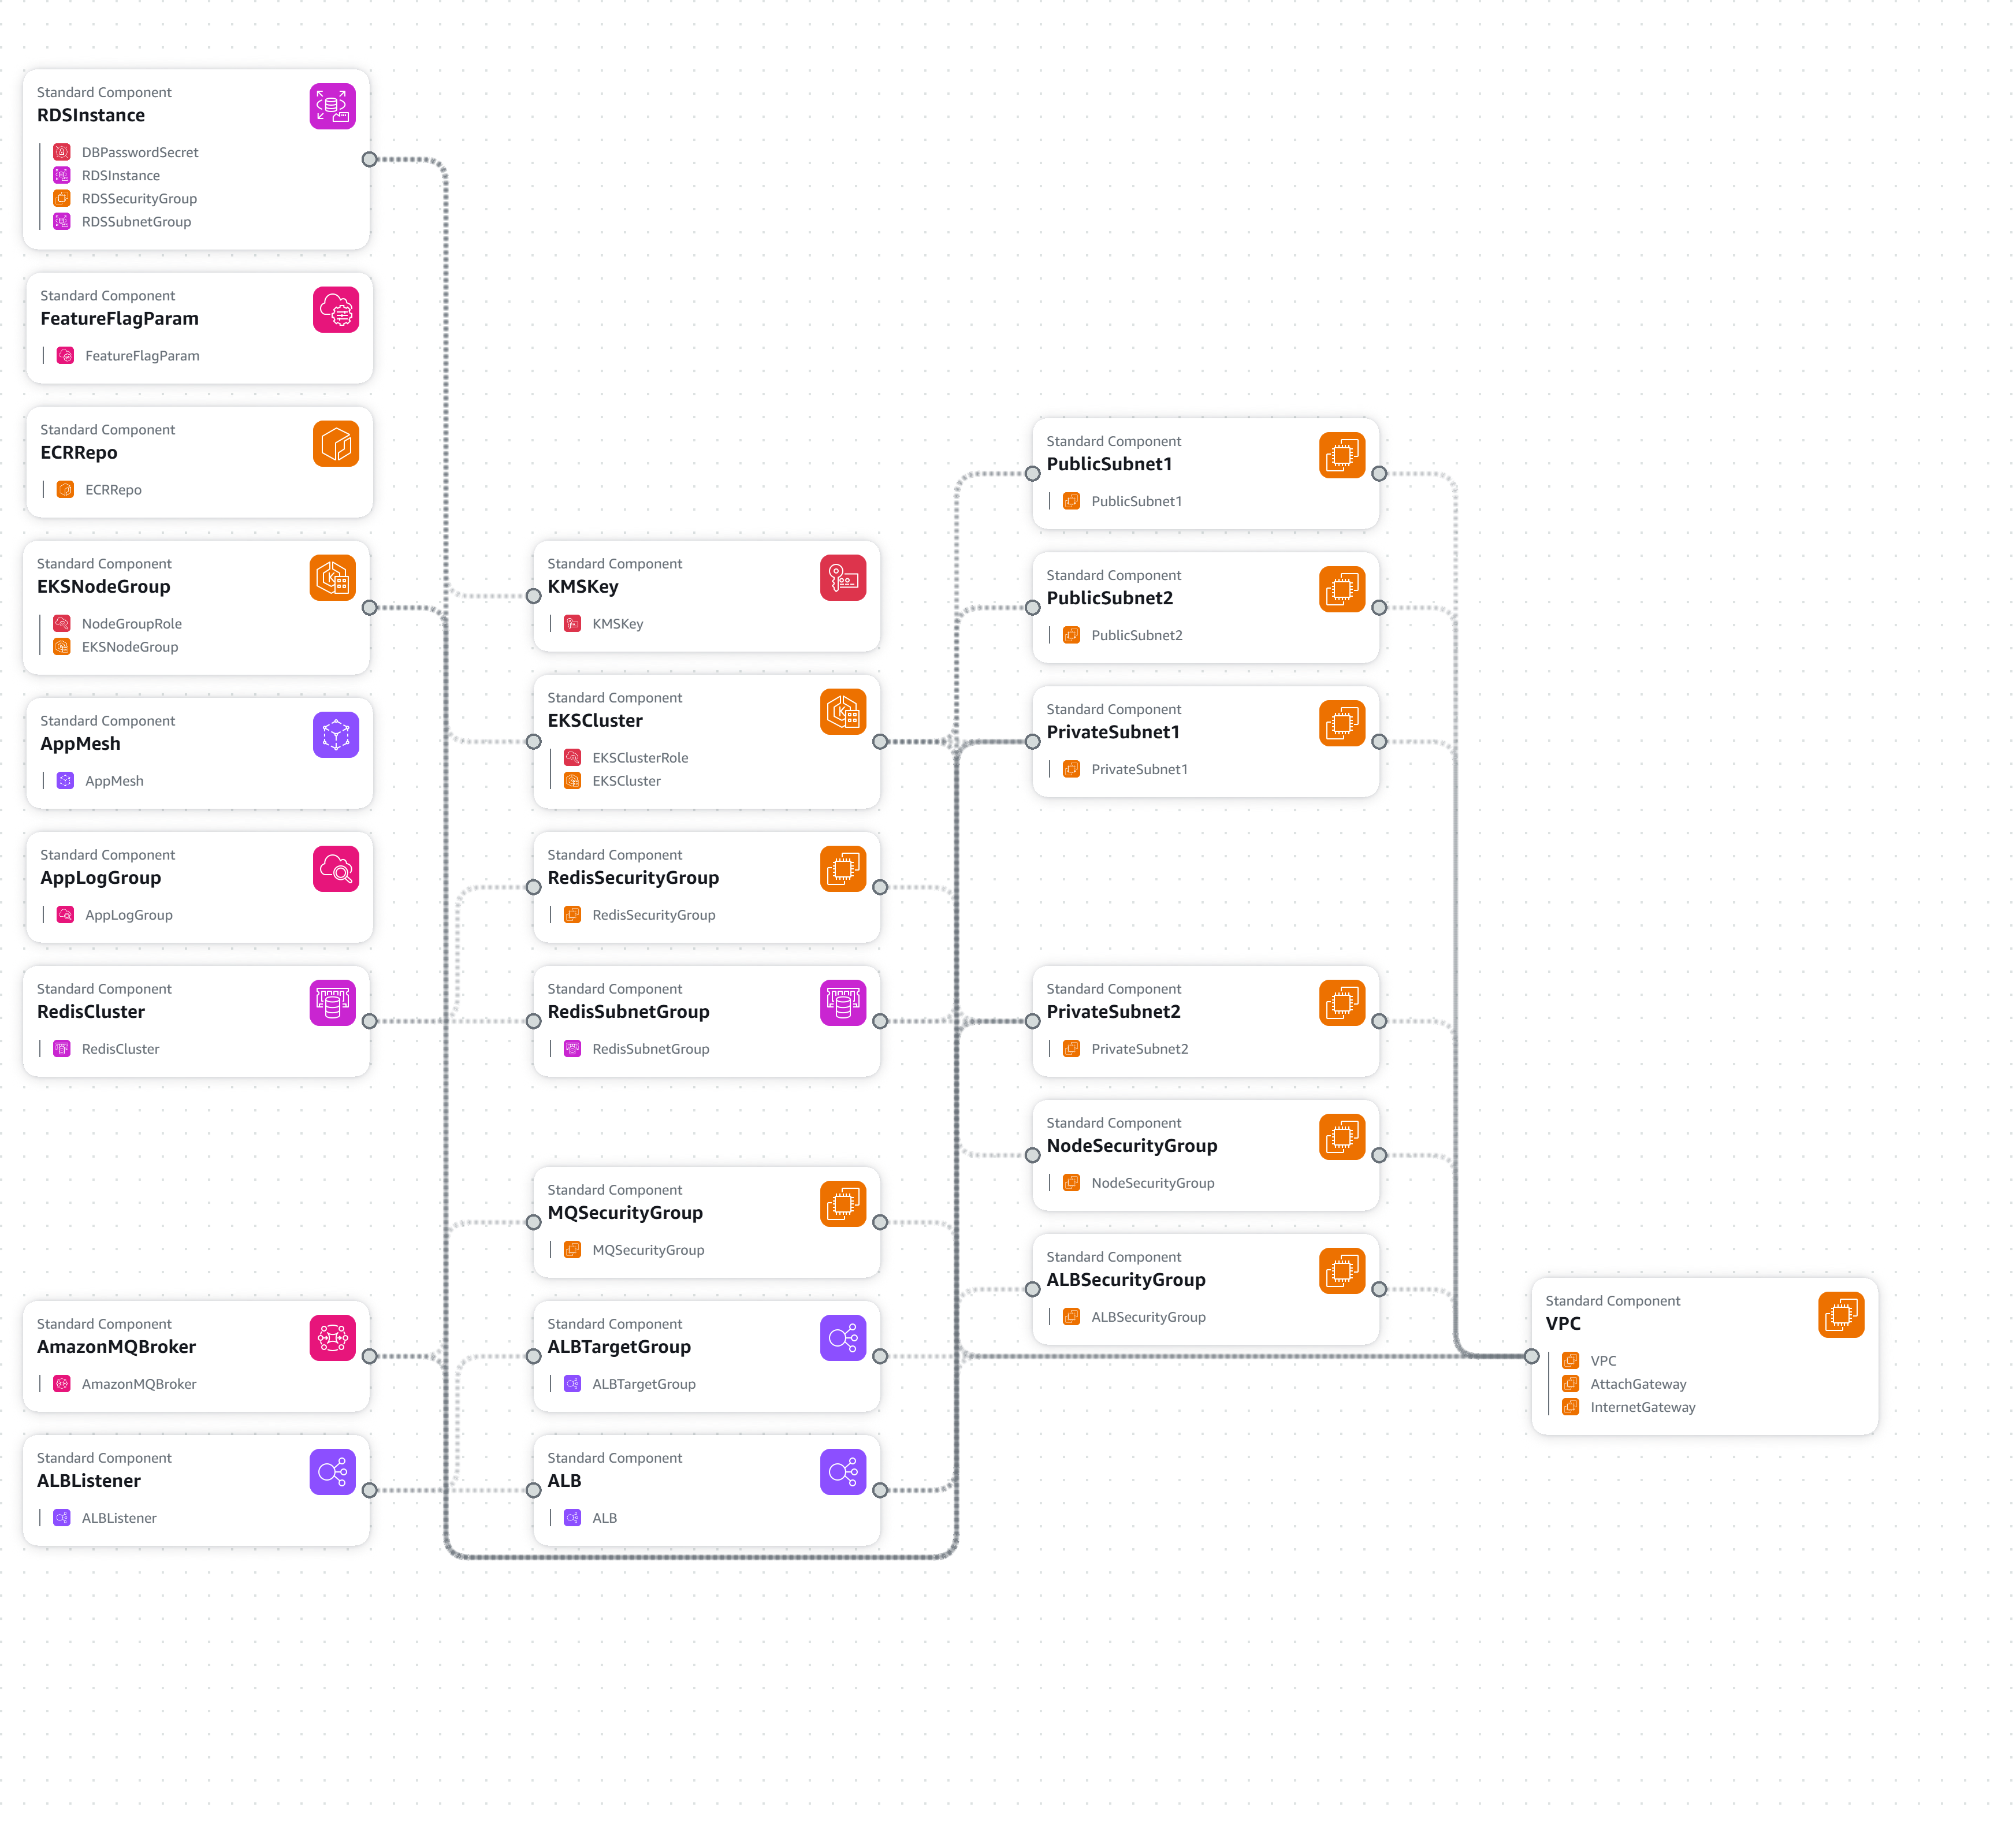 Standard Component
RDSInstance
DBPasswordSecret
RDSInstance
RDSSecurityGroup
RDSSubnetGroup
Standard Component
FeatureFlagParam
FeatureFlagParam
Standard Component
ECRRepo
ECRRepo
Standard Component
EKSNodeGroup
NodeGroupRole
EKSNodeGroup
Standard Component
AppMesh
AppMesh
Standard Component
AppLogGroup
AppLogGroup
Standard Component
RedisCluster
RedisCluster
Standard Component
AmazonMQBroker
AmazonMQBroker
Standard Component
ALBListener
ALBListener
Standard Component
KMSKey
KMSKey
Standard Component
EKSCluster
EKSClusterRole
EKSCluster
Standard Component
RedisSecurityGroup
RedisSecurityGroup
Standard Component
RedisSubnetGroup
RedisSubnetGroup
Standard Component
MQSecurityGroup
MQSecurityGroup
Standard Component
ALBTargetGroup
ALBTargetGroup
Standard Component
ALB
ALB
Standard Component
PublicSubnet1
PublicSubnet1
Standard Component
PublicSubnet2
PublicSubnet2
Standard Component
PrivateSubnet1
PrivateSubnet1
Standard Component
PrivateSubnet2
PrivateSubnet2
Standard Component
NodeSecurityGroup
NodeSecurityGroup
Standard Component
ALBSecurityGroup
ALBSecurityGroup
Standard Component
VPC
VPC
AttachGateway
InternetGateway